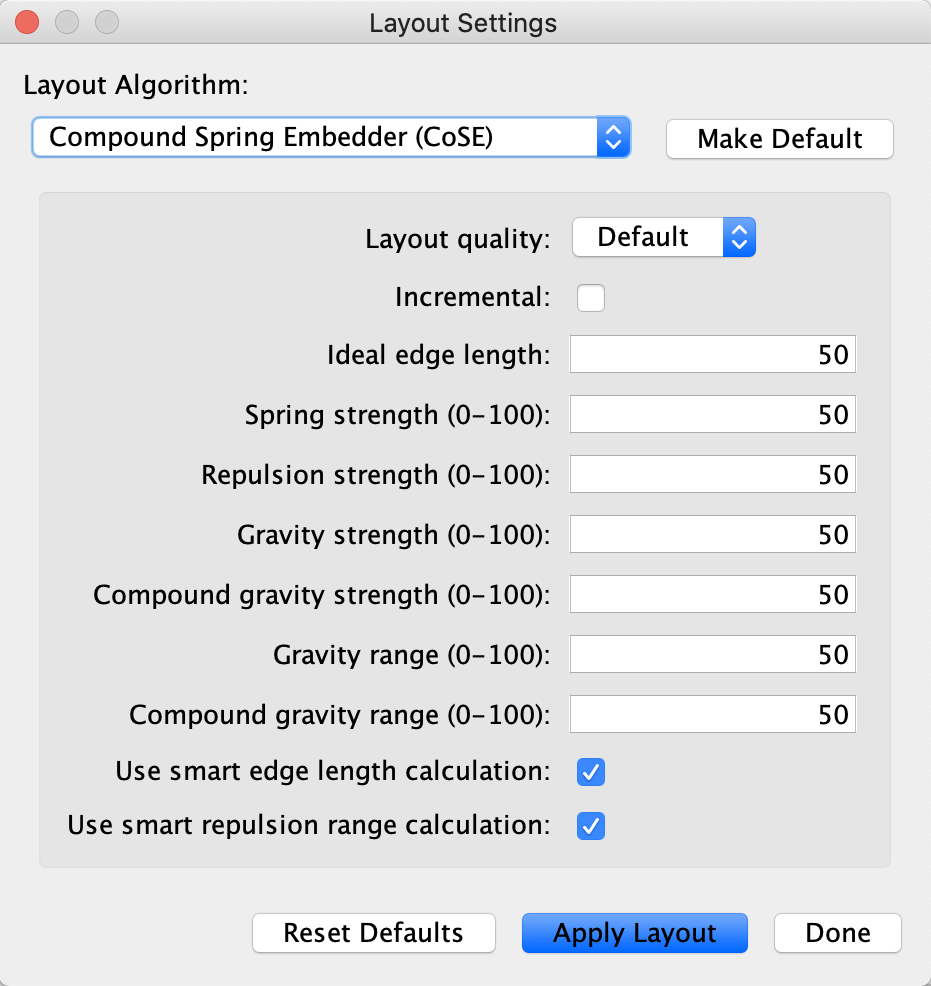 Layout Settings
Layout Algorithm:
Compound Spring Embedder (CoSE) Make Default
Layout quality: Default
Incremental:
Ideal edge length: 50
Spring strength (0-100): 50
Repulsion strength (0-100): 50
Gravity strength (0-100): 50
Compound gravity strength (0-100): 50
Gravity range (0-100): 50
Compound gravity range (0-100): 50
Use smart edge length calculation:
Use smart repulsion range calculation:
Reset Defaults Apply Layout Done